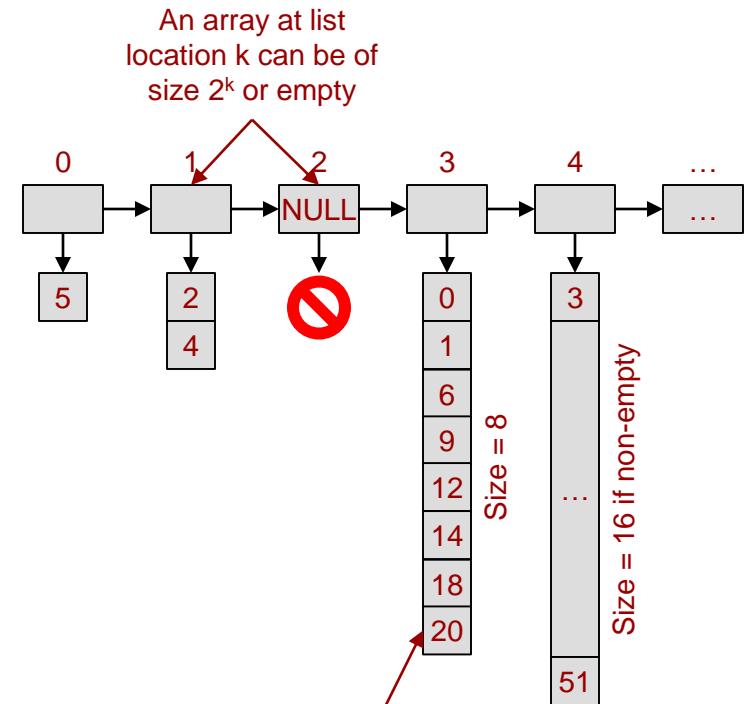 An array at list
location k can be of
size 2ᵏ or empty
0 1 2 3 4 …
NULL …
5
2
4
0
1
6
9
12
14
18
20
Size = 8
3
…
51
Size = 16 if non-empty